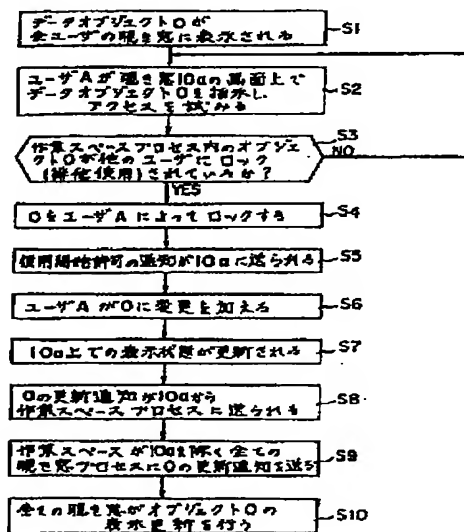 データオブジェクトOが
全ユーザの覗き窓に表示される
S1
ユーザAが覗き窓10aの画面上で
データオブジェクトOを指示し
アクセスを試みる
S2
作業スペースプロセス内のオブジェ
クトOが他のユーザにロック
(排他使用)されているか?
S3
NO
YES
OをユーザAによってロックする
S4
使用開始許可の通知が10aに送られる
S5
ユーザAがOに変更を加える
S6
10a上での表示状態が更新される
S7
Oの更新通知が10aから
作業スペースプロセスに送られる
S8
作業スペースが10aを除く全ての
覗き窓プロセスにOの更新通知を送る
S9
全ての覗き窓がオブジェクトOの
表示更新を行う
S10